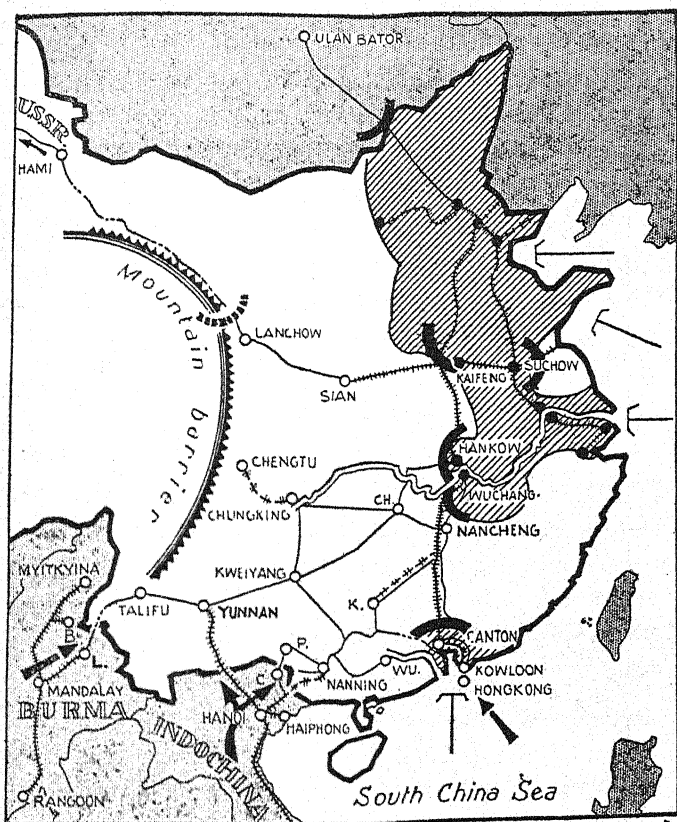 ULAN BATOR
USSR
HAMI
Mountain barrier
LANCHOW
SIAN
KAIFENG
SUCHOW
HANKOW
CHENGTU
WUCHANG
CHUNGKING
CH.
NANCHENG
MYITKYINA
KWEIYANG
TALIFU
YUNNAN
K.
B.
L.
P.
CANTON
C.
NANNING
WU.
KOWLOON
HONGKONG
MANDALAY
BURMA
HANOI
HAIPHONG
INDOCHINA
RANGOON
South China Sea